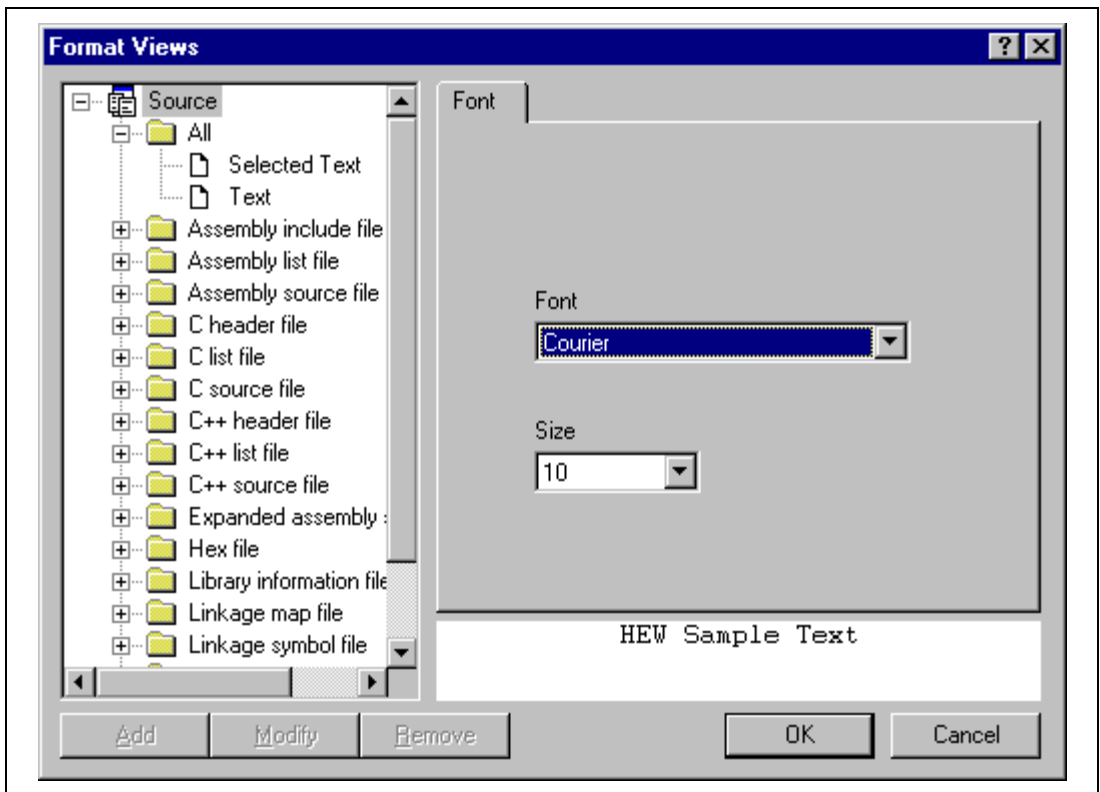 Format Views
Source
All
Selected Text
Text
Assembly include file
Assembly list file
Assembly source file
C header file
C list file
C source file
C++ header file
C++ list file
C++ source file
Expanded assembly
Hex file
Library information file
Linkage map file
Linkage symbol file
Font
Font
Courier
Size
10
HEW Sample Text
Add
Modify
Remove
OK
Cancel